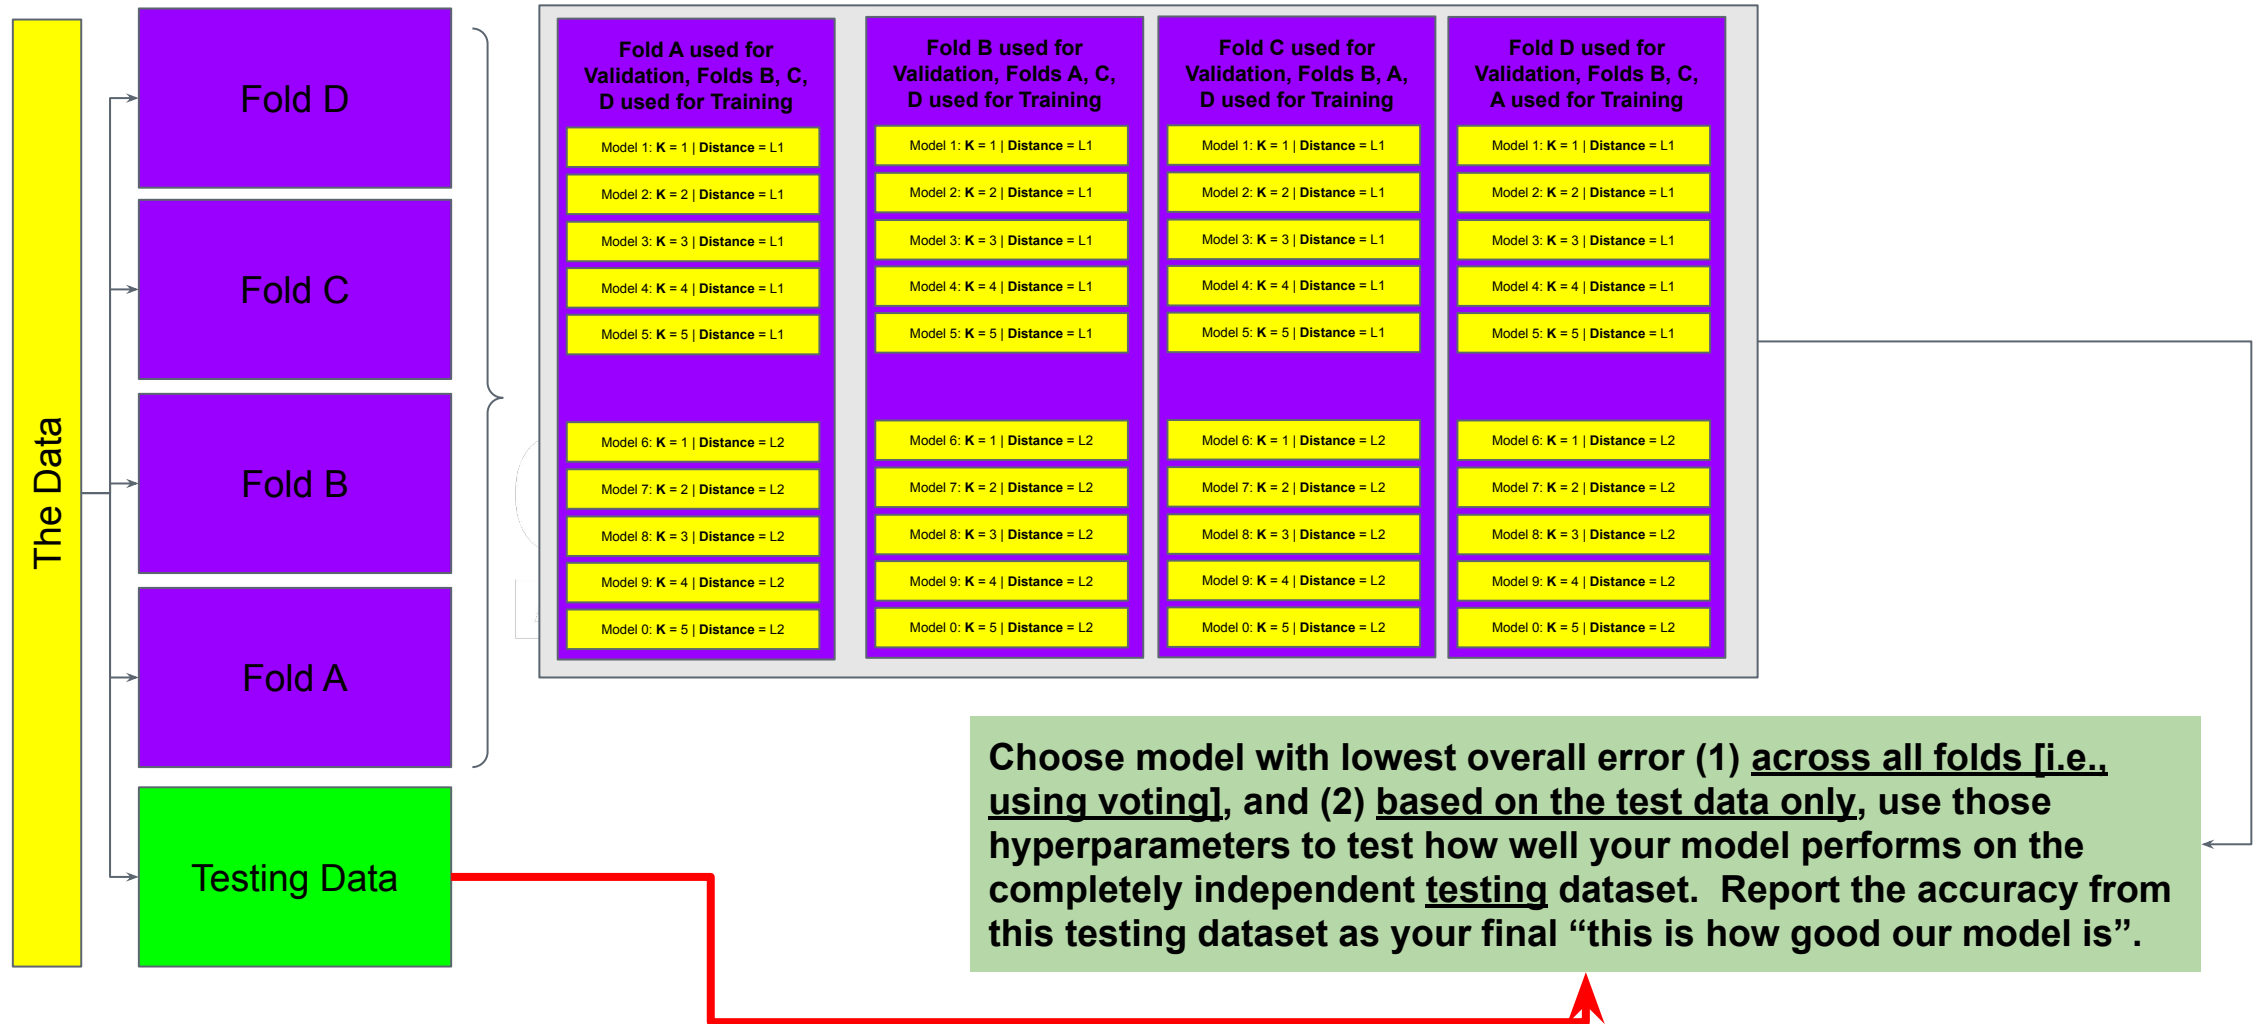 The Data
Fold D
Fold C
Fold B
Fold A
Testing Data
Fold A used for
Validation, Folds B, C,
D used for Training
Model 1: K = 1 | Distance = L1
Model 2: K = 2 | Distance = L1
Model 3: K = 3 | Distance = L1
Model 4: K = 4 | Distance = L1
Model 5: K = 5 | Distance = L1
Model 6: K = 1 | Distance = L2
Model 7: K = 2 | Distance = L2
Model 8: K = 3 | Distance = L2
Model 9: K = 4 | Distance = L2
Model 0: K = 5 | Distance = L2
Fold B used for
Validation, Folds A, C,
D used for Training
Model 1: K = 1 | Distance = L1
Model 2: K = 2 | Distance = L1
Model 3: K = 3 | Distance = L1
Model 4: K = 4 | Distance = L1
Model 5: K = 5 | Distance = L1
Model 6: K = 1 | Distance = L2
Model 7: K = 2 | Distance = L2
Model 8: K = 3 | Distance = L2
Model 9: K = 4 | Distance = L2
Model 0: K = 5 | Distance = L2
Fold C used for
Validation, Folds B, A,
D used for Training
Model 1: K = 1 | Distance = L1
Model 2: K = 2 | Distance = L1
Model 3: K = 3 | Distance = L1
Model 4: K = 4 | Distance = L1
Model 5: K = 5 | Distance = L1
Model 6: K = 1 | Distance = L2
Model 7: K = 2 | Distance = L2
Model 8: K = 3 | Distance = L2
Model 9: K = 4 | Distance = L2
Model 0: K = 5 | Distance = L2
Fold D used for
Validation, Folds B, C,
A used for Training
Model 1: K = 1 | Distance = L1
Model 2: K = 2 | Distance = L1
Model 3: K = 3 | Distance = L1
Model 4: K = 4 | Distance = L1
Model 5: K = 5 | Distance = L1
Model 6: K = 1 | Distance = L2
Model 7: K = 2 | Distance = L2
Model 8: K = 3 | Distance = L2
Model 9: K = 4 | Distance = L2
Model 0: K = 5 | Distance = L2
Choose model with lowest overall error (1) across all folds [i.e.,
using voting], and (2) based on the test data only, use those
hyperparameters to test how well your model performs on the
completely independent testing dataset.  Report the accuracy from
this testing dataset as your final “this is how good our model is”.